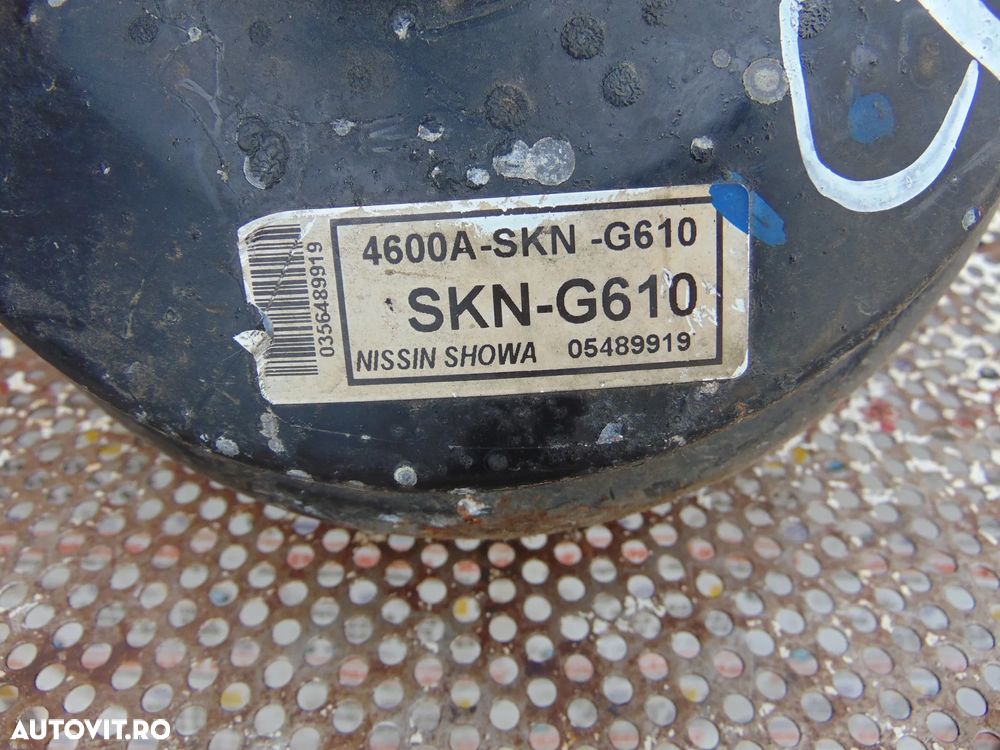 4600A-SKN -G610
SKN-G610
NISSIN SHOWA 05489919
0356489919
AUTOVIT.RO